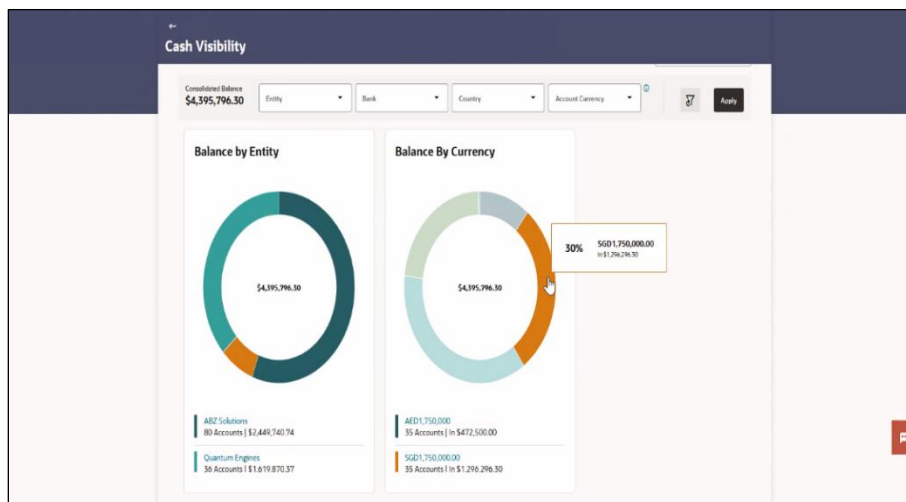 ←
Cash Visibility
Consolidated Balance
$4,395,796.30
Entity
Bank
Country
Account Currency
Apply
Balance by Entity
$4,395,796.30
ABZ Solutions
80 Accounts | $2,449,740.74
Quantum Engines
36 Accounts | $1,619,870.37
Balance By Currency
$4,395,796.30
30%
SGD1,750,000.00
In $1,296,296.30
AED1,750,000
35 Accounts | In $472,500.00
SGD1,750,000.00
35 Accounts | In $1,296,296.30